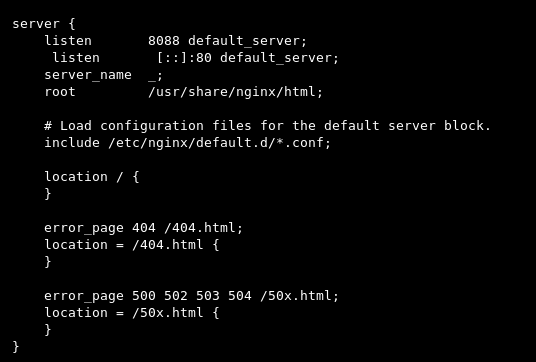 server {
    listen       8088 default_server;
     listen       [::]:80 default_server;
    server_name  _;
    root         /usr/share/nginx/html;

    # Load configuration files for the default server block.
    include /etc/nginx/default.d/*.conf;

    location / {
    }

    error_page 404 /404.html;
    location = /404.html {
    }

    error_page 500 502 503 504 /50x.html;
    location = /50x.html {
    }
}